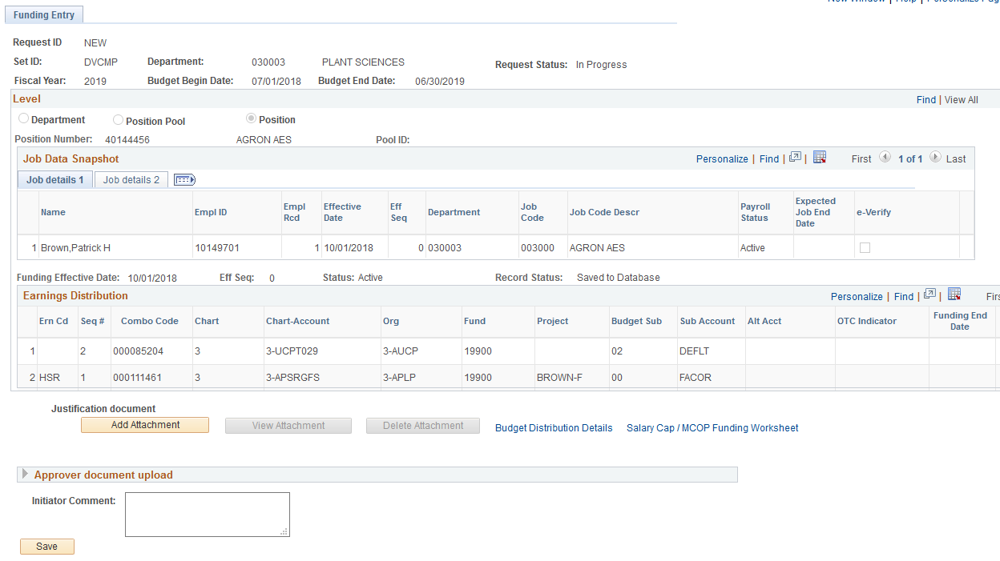 New Window | Help | Personalize Pag
Funding Entry
Request ID NEW
Set ID: DVCMP Department: 030003 PLANT SCIENCES Request Status: In Progress
Fiscal Year: 2019 Budget Begin Date: 07/01/2018 Budget End Date: 06/30/2019
Level Find | View All
Department Position Pool Position
Position Number: 40144456 AGRON AES Pool ID:
Job Data Snapshot Personalize | Find | | First 1 of 1 Last
Job details 1 Job details 2
Name Empl ID Empl Rcd Effective Date Eff Seq Department Job Code Job Code Descr Payroll Status Expected Job End Date e-Verify
1 Brown,Patrick H 10149701 1 10/01/2018 0 030003 003000 AGRON AES Active
Funding Effective Date: 10/01/2018 Eff Seq: 0 Status: Active Record Status: Saved to Database
Earnings Distribution Personalize | Find | | Firs
Ern Cd Seq # Combo Code Chart Chart-Account Org Fund Project Budget Sub Sub Account Alt Acct OTC Indicator Funding End Date
1 2 000085204 3 3-UCPT029 3-AUCP 19900 02 DEFLT
2 HSR 1 000111461 3 3-APSRGFS 3-APLP 19900 BROWN-F 00 FACOR
Justification document
Add Attachment View Attachment Delete Attachment Budget Distribution Details Salary Cap / MCOP Funding Worksheet
Approver document upload
Initiator Comment:
Save